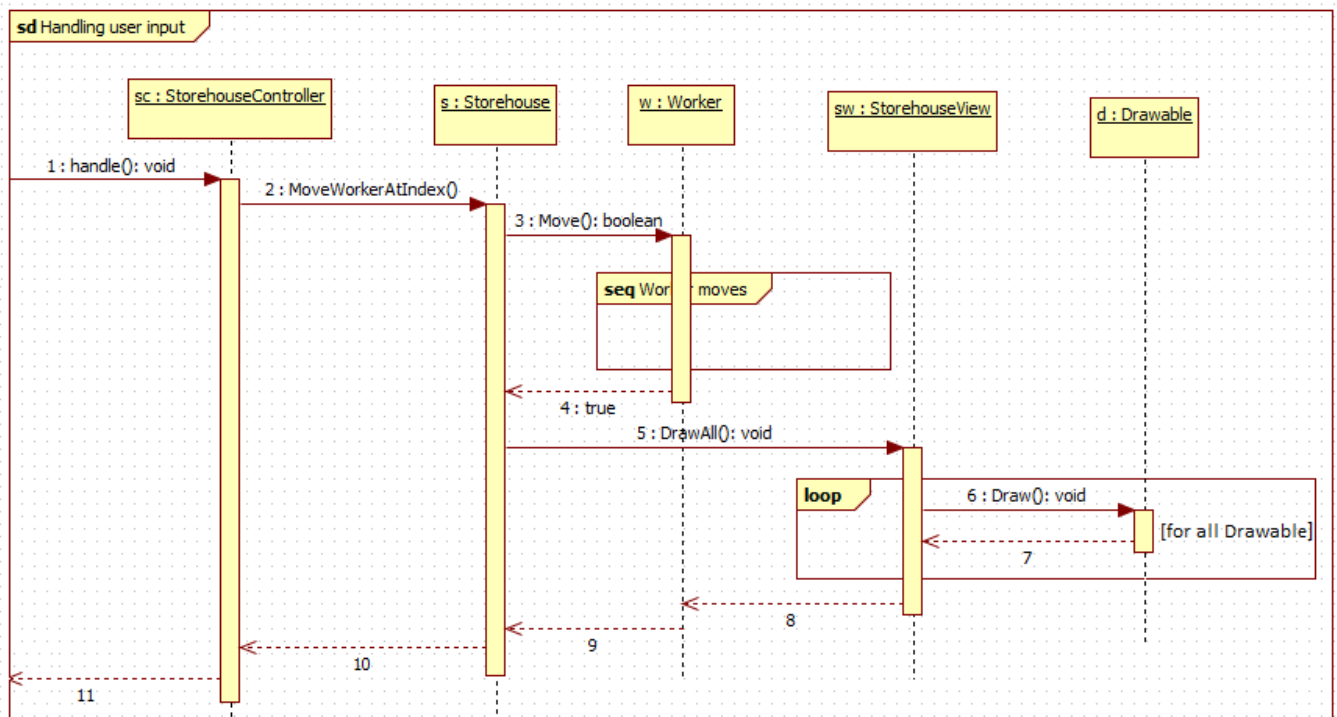 sd Handling user input
sc : StorehouseController
s : Storehouse
w : Worker
sw : StorehouseView
d : Drawable
1 : handle(): void
2 : MoveWorkerAtIndex()
3 : Move(): boolean
seq Worker moves
4 : true
5 : DrawAll(): void
loop
6 : Draw(): void
[for all Drawable]
7
8
9
10
11